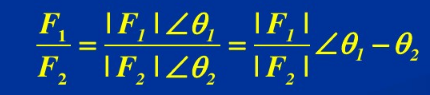 F₁/F₂ = |F₁|∠θ₁ / |F₂|∠θ₂ = |F₁|/|F₂| ∠θ₁ − θ₂